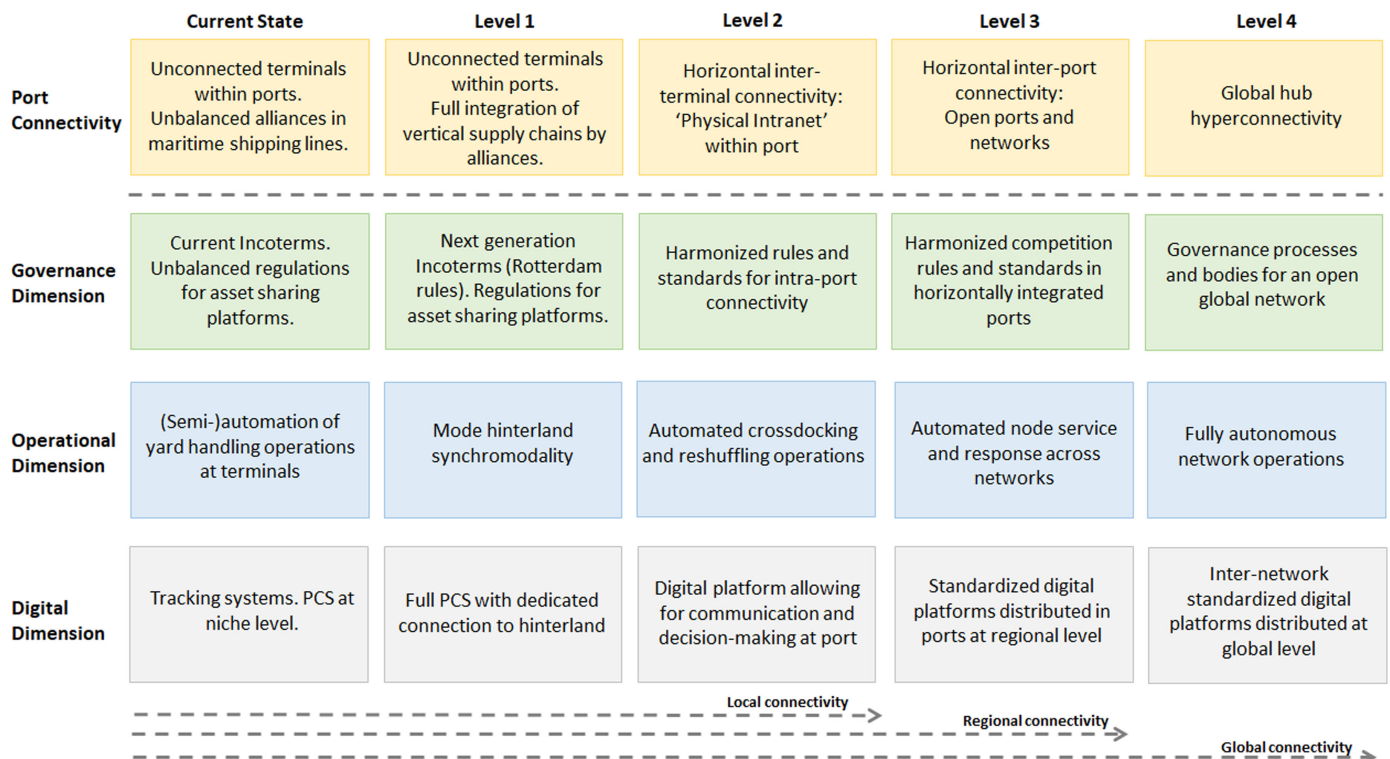 Current State
Level 1
Level 2
Level 3
Level 4
Port
Connectivity
Unconnected terminals
within ports.
Unbalanced alliances in
maritime shipping lines.
Unconnected terminals
within ports.
Full integration of
vertical supply chains by
alliances.
Horizontal inter-
terminal connectivity:
‘Physical Intranet’
within port
Horizontal inter-port
connectivity:
Open ports and
networks
Global hub
hyperconnectivity
Governance
Dimension
Current Incoterms.
Unbalanced regulations
for asset sharing
platforms.
Next generation
Incoterms (Rotterdam
rules). Regulations for
asset sharing platforms.
Harmonized rules and
standards for intra-port
connectivity
Harmonized competition
rules and standards in
horizontally integrated
ports
Governance processes
and bodies for an open
global network
Operational
Dimension
(Semi-)automation of
yard handling operations
at terminals
Mode hinterland
synchromodality
Automated crossdocking
and reshuffling operations
Automated node service
and response across
networks
Fully autonomous
network operations
Digital
Dimension
Tracking systems. PCS at
niche level.
Full PCS with dedicated
connection to hinterland
Digital platform allowing
for communication and
decision-making at port
Standardized digital
platforms distributed in
ports at regional level
Inter-network
standardized digital
platforms distributed at
global level
Local connectivity
Regional connectivity
Global connectivity